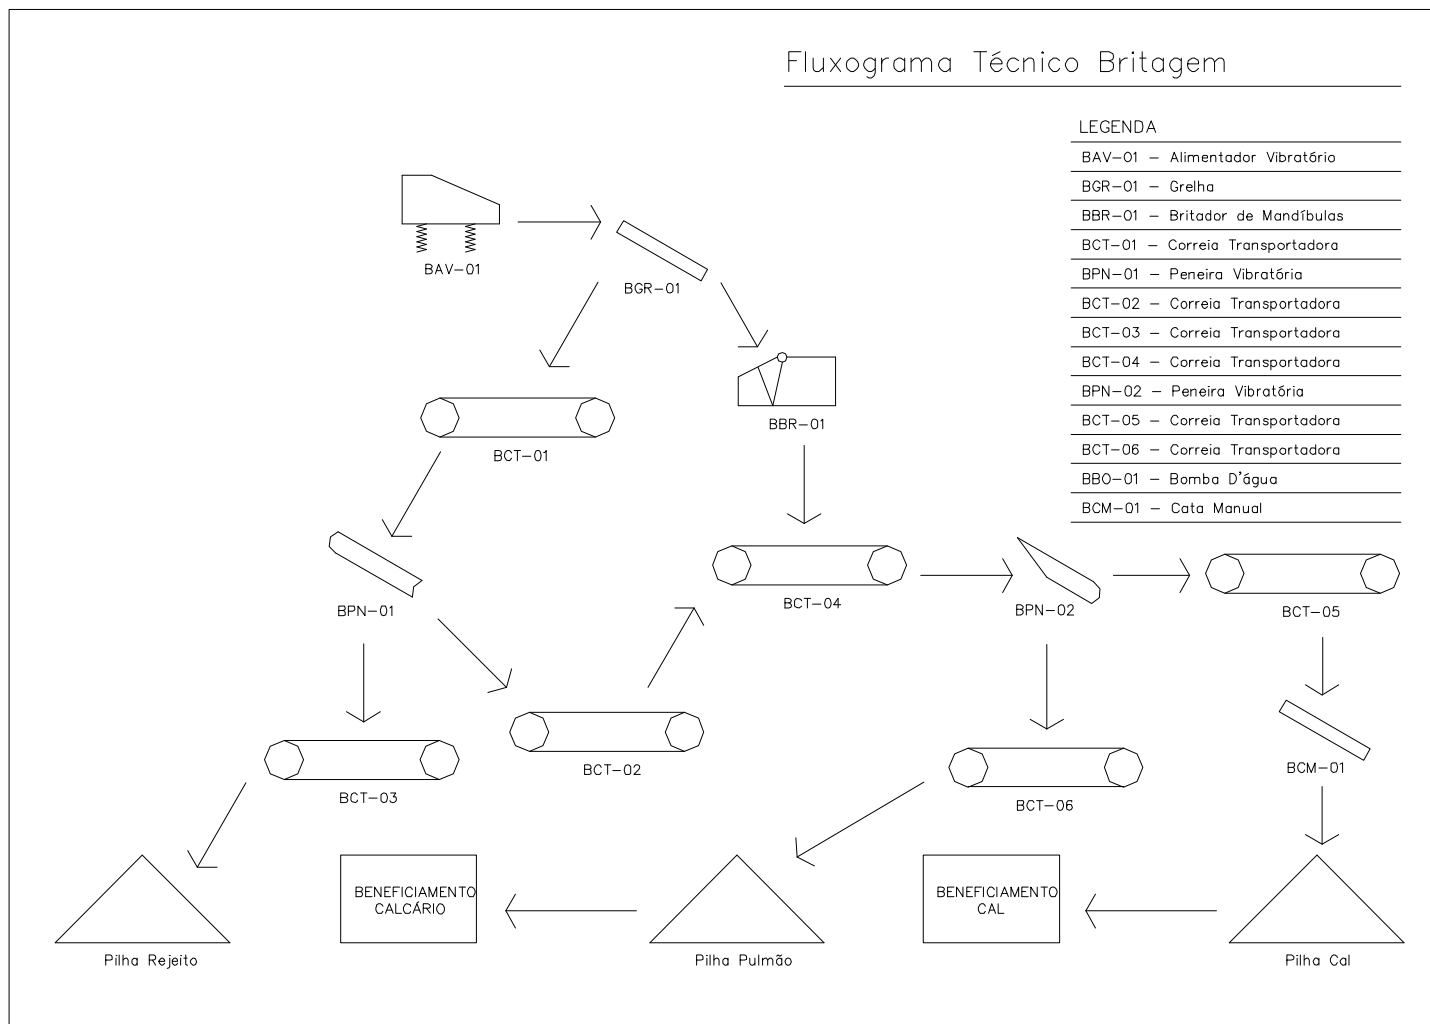 Fluxograma Técnico Britagem
LEGENDA
BAV-01 - Alimentador Vibratório
BGR-01 - Grelha
BBR-01 - Britador de Mandíbulas
BCT-01 - Correia Transportadora
BPN-01 - Peneira Vibratória
BCT-02 - Correia Transportadora
BCT-03 - Correia Transportadora
BCT-04 - Correia Transportadora
BPN-02 - Peneira Vibratória
BCT-05 - Correia Transportadora
BCT-06 - Correia Transportadora
BBO-01 - Bomba D'água
BCM-01 - Cata Manual
BAV-01
BGR-01
BBR-01
BCT-01
BPN-01
BCT-04
BPN-02
BCT-05
BCT-02
BCT-03
BCT-06
BCM-01
BENEFICIAMENTO
CALCÁRIO
BENEFICIAMENTO
CAL
Pilha Rejeito
Pilha Pulmão
Pilha Cal